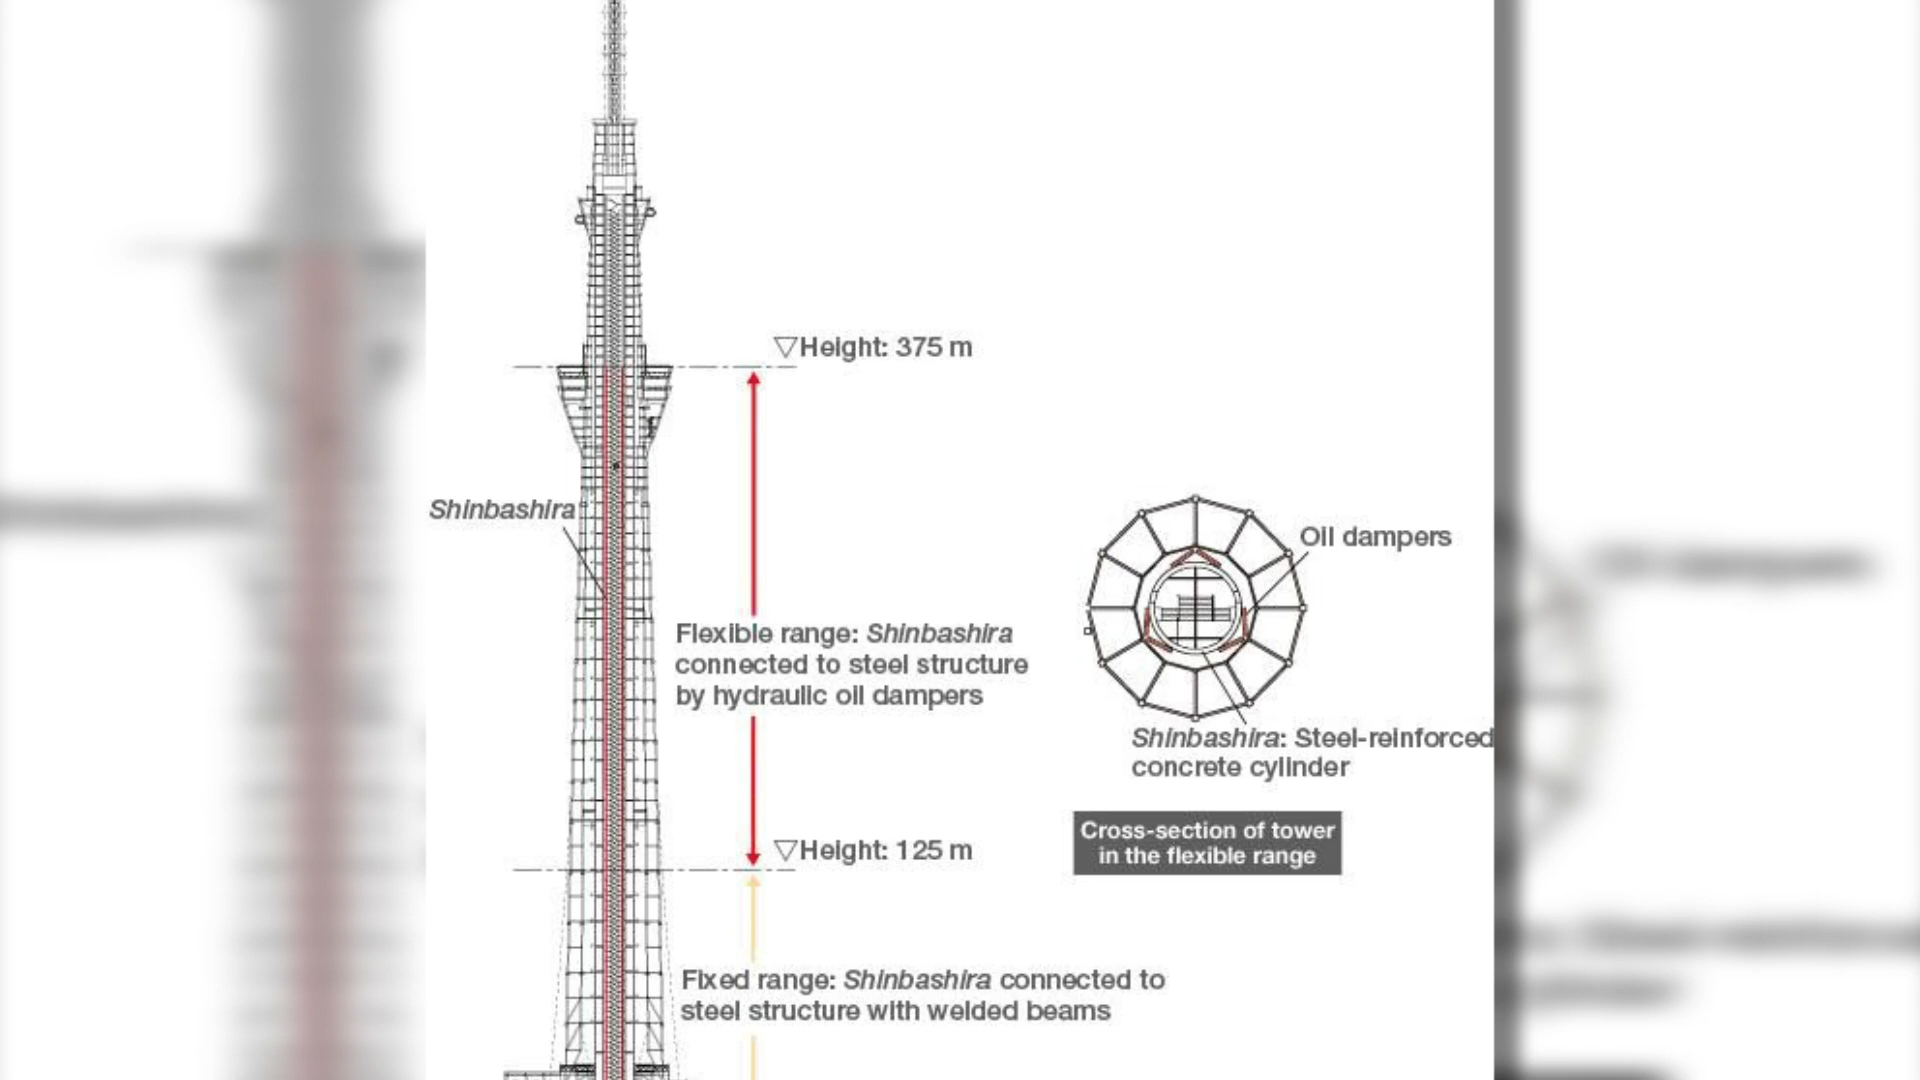 ▽Height: 375 m
Shinbashira
Oil dampers
Flexible range: Shinbashira
connected to steel structure
by hydraulic oil dampers
Shinbashira: Steel-reinforced
concrete cylinder
Cross-section of tower
in the flexible range
▽Height: 125 m
Fixed range: Shinbashira connected to
steel structure with welded beams